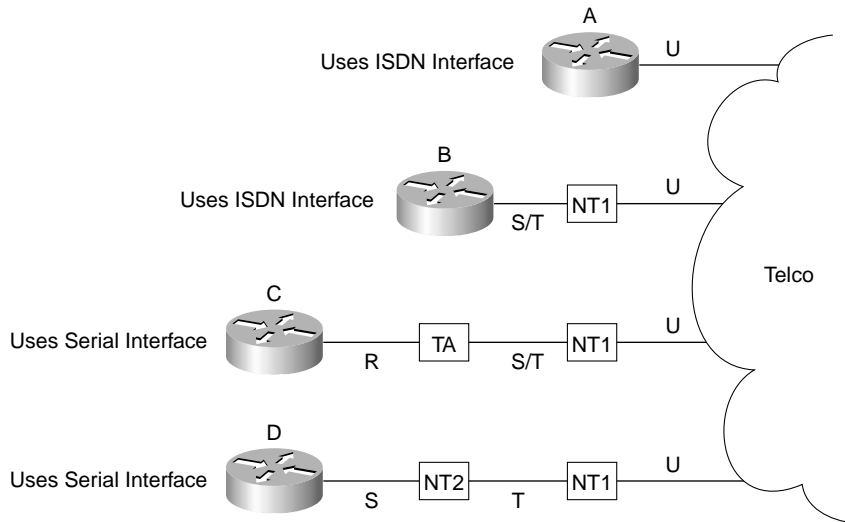 A
Uses ISDN Interface
U
B
Uses ISDN Interface
S/T
NT1
U
Telco
C
Uses Serial Interface
R
TA
S/T
NT1
U
D
Uses Serial Interface
S
NT2
T
NT1
U